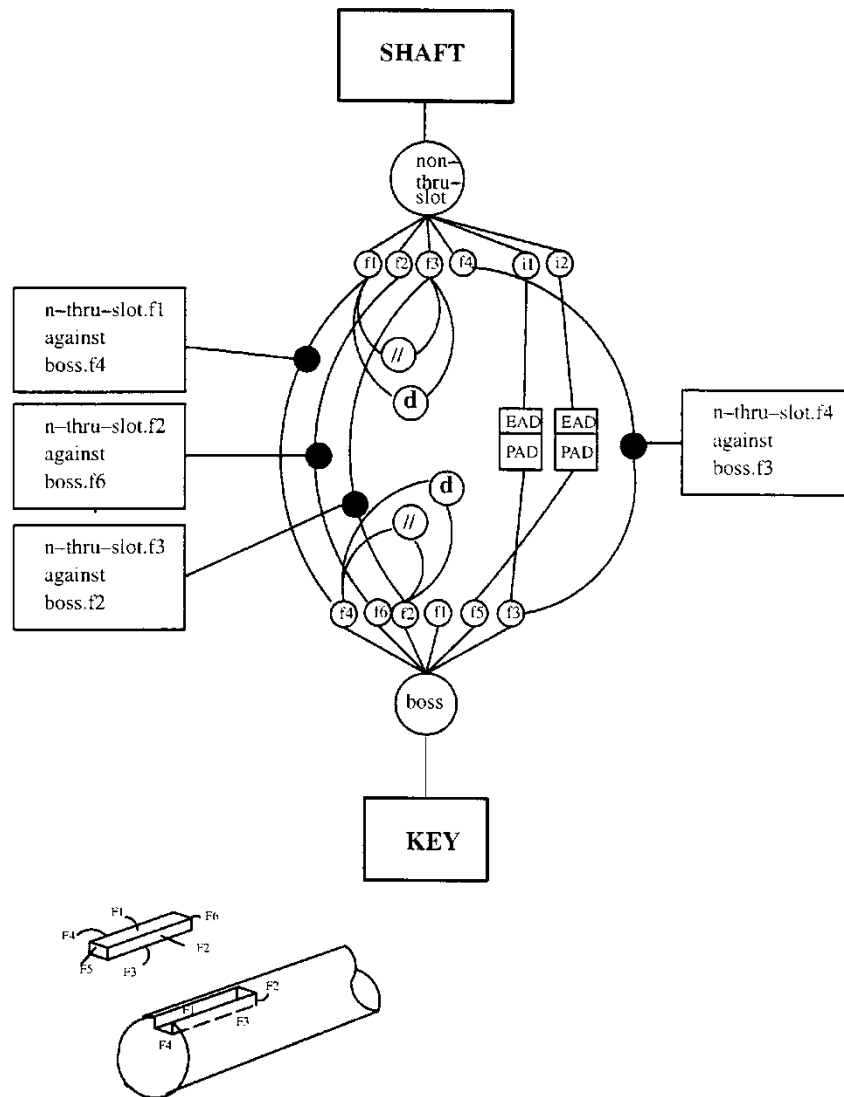 SHAFT
non-
thru-
slot
f1 f2 f3 f4 i1 i2
n-thru-slot.f1
against
boss.f4
//
d
n-thru-slot.f2
against
boss.f6
EAD EAD
PAD PAD
n-thru-slot.f4
against
boss.f3
n-thru-slot.f3
against
boss.f2
d
//
f4 f6 f2 f1 f5 f3
boss
KEY
F1
F6
F4
F2
F5
F3
F2
F1
F3
F4